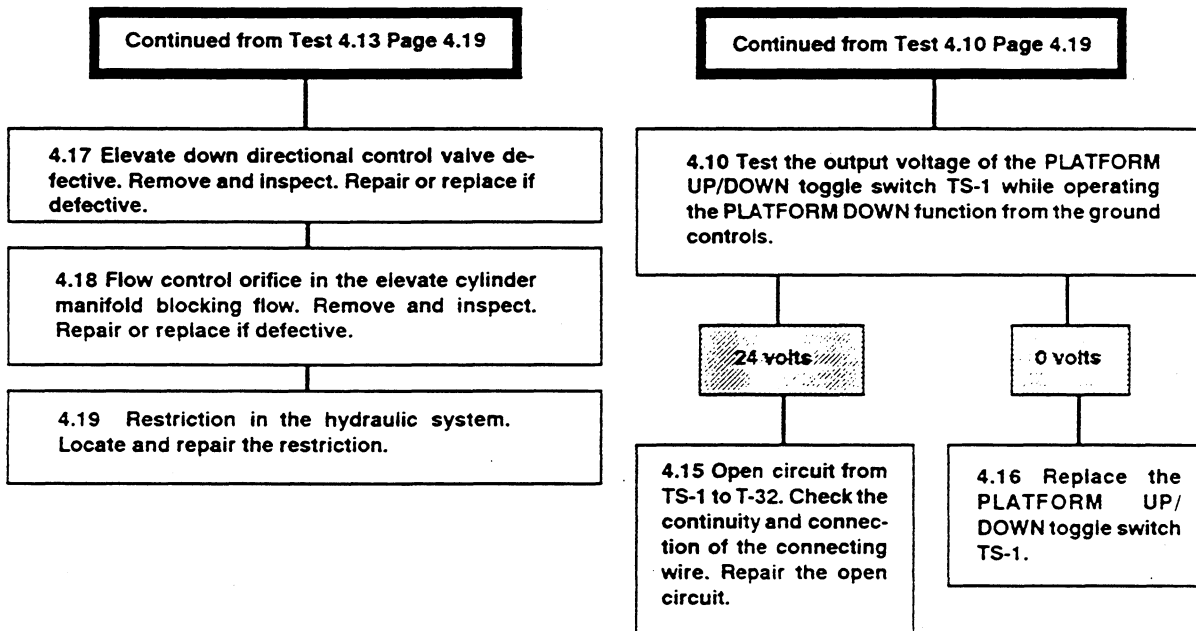 Continued from Test 4.13 Page 4.19
4.17 Elevate down directional control valve de-
fective. Remove and inspect. Repair or replace if
defective.
4.18 Flow control orifice in the elevate cylinder
manifold blocking flow. Remove and inspect.
Repair or replace if defective.
4.19 Restriction in the hydraulic system.
Locate and repair the restriction.
Continued from Test 4.10 Page 4.19
4.10 Test the output voltage of the PLATFORM
UP/DOWN toggle switch TS-1 while operating
the PLATFORM DOWN function from the ground
controls.
24 volts
0 volts
4.15 Open circuit from
TS-1 to T-32. Check the
continuity and connec-
tion of the connecting
wire. Repair the open
circuit.
4.16 Replace the
PLATFORM UP/
DOWN toggle switch
TS-1.